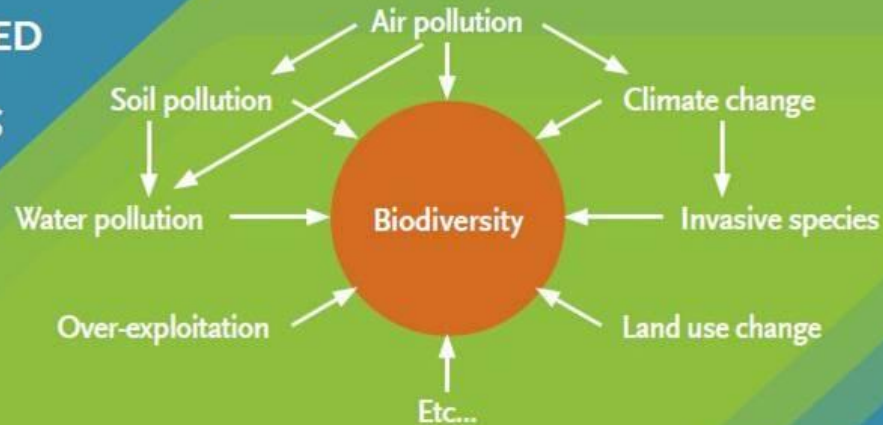 Air pollution
Soil pollution
Climate change
Water pollution
Biodiversity
Invasive species
Over-exploitation
Land use change
Etc...